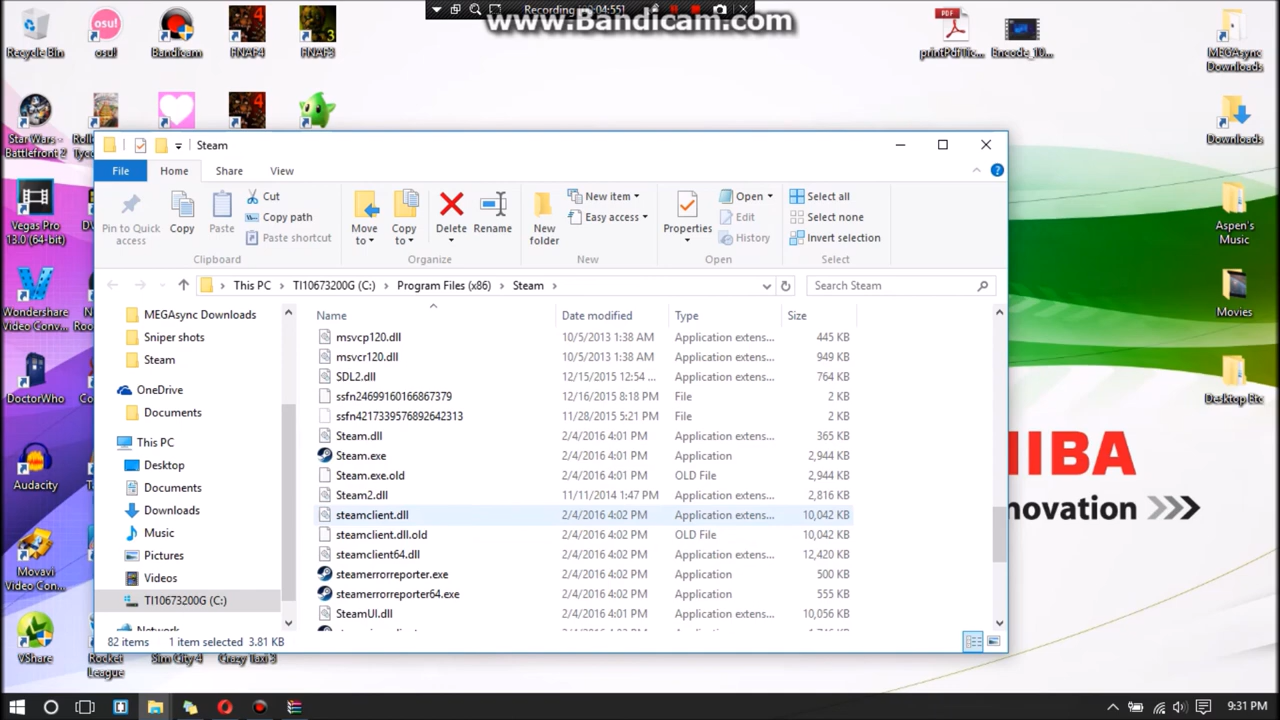 Recording
www.Bandicam.com
Recycle Bin
osu!
Bandicam
FNAF4
FNAF3
printPdfTic...
Encode_10...
MEGAsync Downloads
Star Wars - Battlefront 2
Downloads
Steam
File
Home
Share
View
Pin to Quick access
Copy
Paste
Cut
Copy path
Paste shortcut
Move to
Copy to
Delete
Rename
New folder
New item
Easy access
Properties
Open
Edit
History
Select all
Select none
Invert selection
Clipboard
Organize
New
Open
Select
This PC
TI10673200G (C:)
Program Files (x86)
Steam
Search Steam
MEGAsync Downloads
Sniper shots
Steam
OneDrive
Documents
This PC
Desktop
Documents
Downloads
Music
Pictures
Videos
TI10673200G (C:)
Network
Name Date modified Type Size
msvcp120.dll 10/5/2013 1:38 AM Application extens... 445 KB
msvcr120.dll 10/5/2013 1:38 AM Application extens... 949 KB
SDL2.dll 12/15/2015 12:54 ... Application extens... 764 KB
ssfn24699160166867379 12/16/2015 8:18 PM File 2 KB
ssfn4217339576892642313 11/28/2015 5:21 PM File 2 KB
Steam.dll 2/4/2016 4:01 PM Application extens... 365 KB
Steam.exe 2/4/2016 4:01 PM Application 2,944 KB
Steam.exe.old 2/4/2016 4:01 PM OLD File 2,944 KB
Steam2.dll 11/11/2014 1:47 PM Application extens... 2,816 KB
steamclient.dll 2/4/2016 4:02 PM Application extens... 10,042 KB
steamclient.dll.old 2/4/2016 4:02 PM OLD File 10,042 KB
steamclient64.dll 2/4/2016 4:02 PM Application extens... 12,420 KB
steamerrorreporter.exe 2/4/2016 4:02 PM Application 500 KB
steamerrorreporter64.exe 2/4/2016 4:02 PM Application 555 KB
SteamUI.dll 2/4/2016 4:01 PM Application extens... 10,056 KB
82 items 1 item selected 3.81 KB
Vegas Pro 13.0 (64-bit)
Wondershare Video Conv...
DoctorWho
Audacity
Movavi Video Con...
VShare
Rocket League
Sim City 4
Crazy Taxi 3
Aspen's Music
Movies
Desktop Etc
HIBA
nnovation
9:31 PM